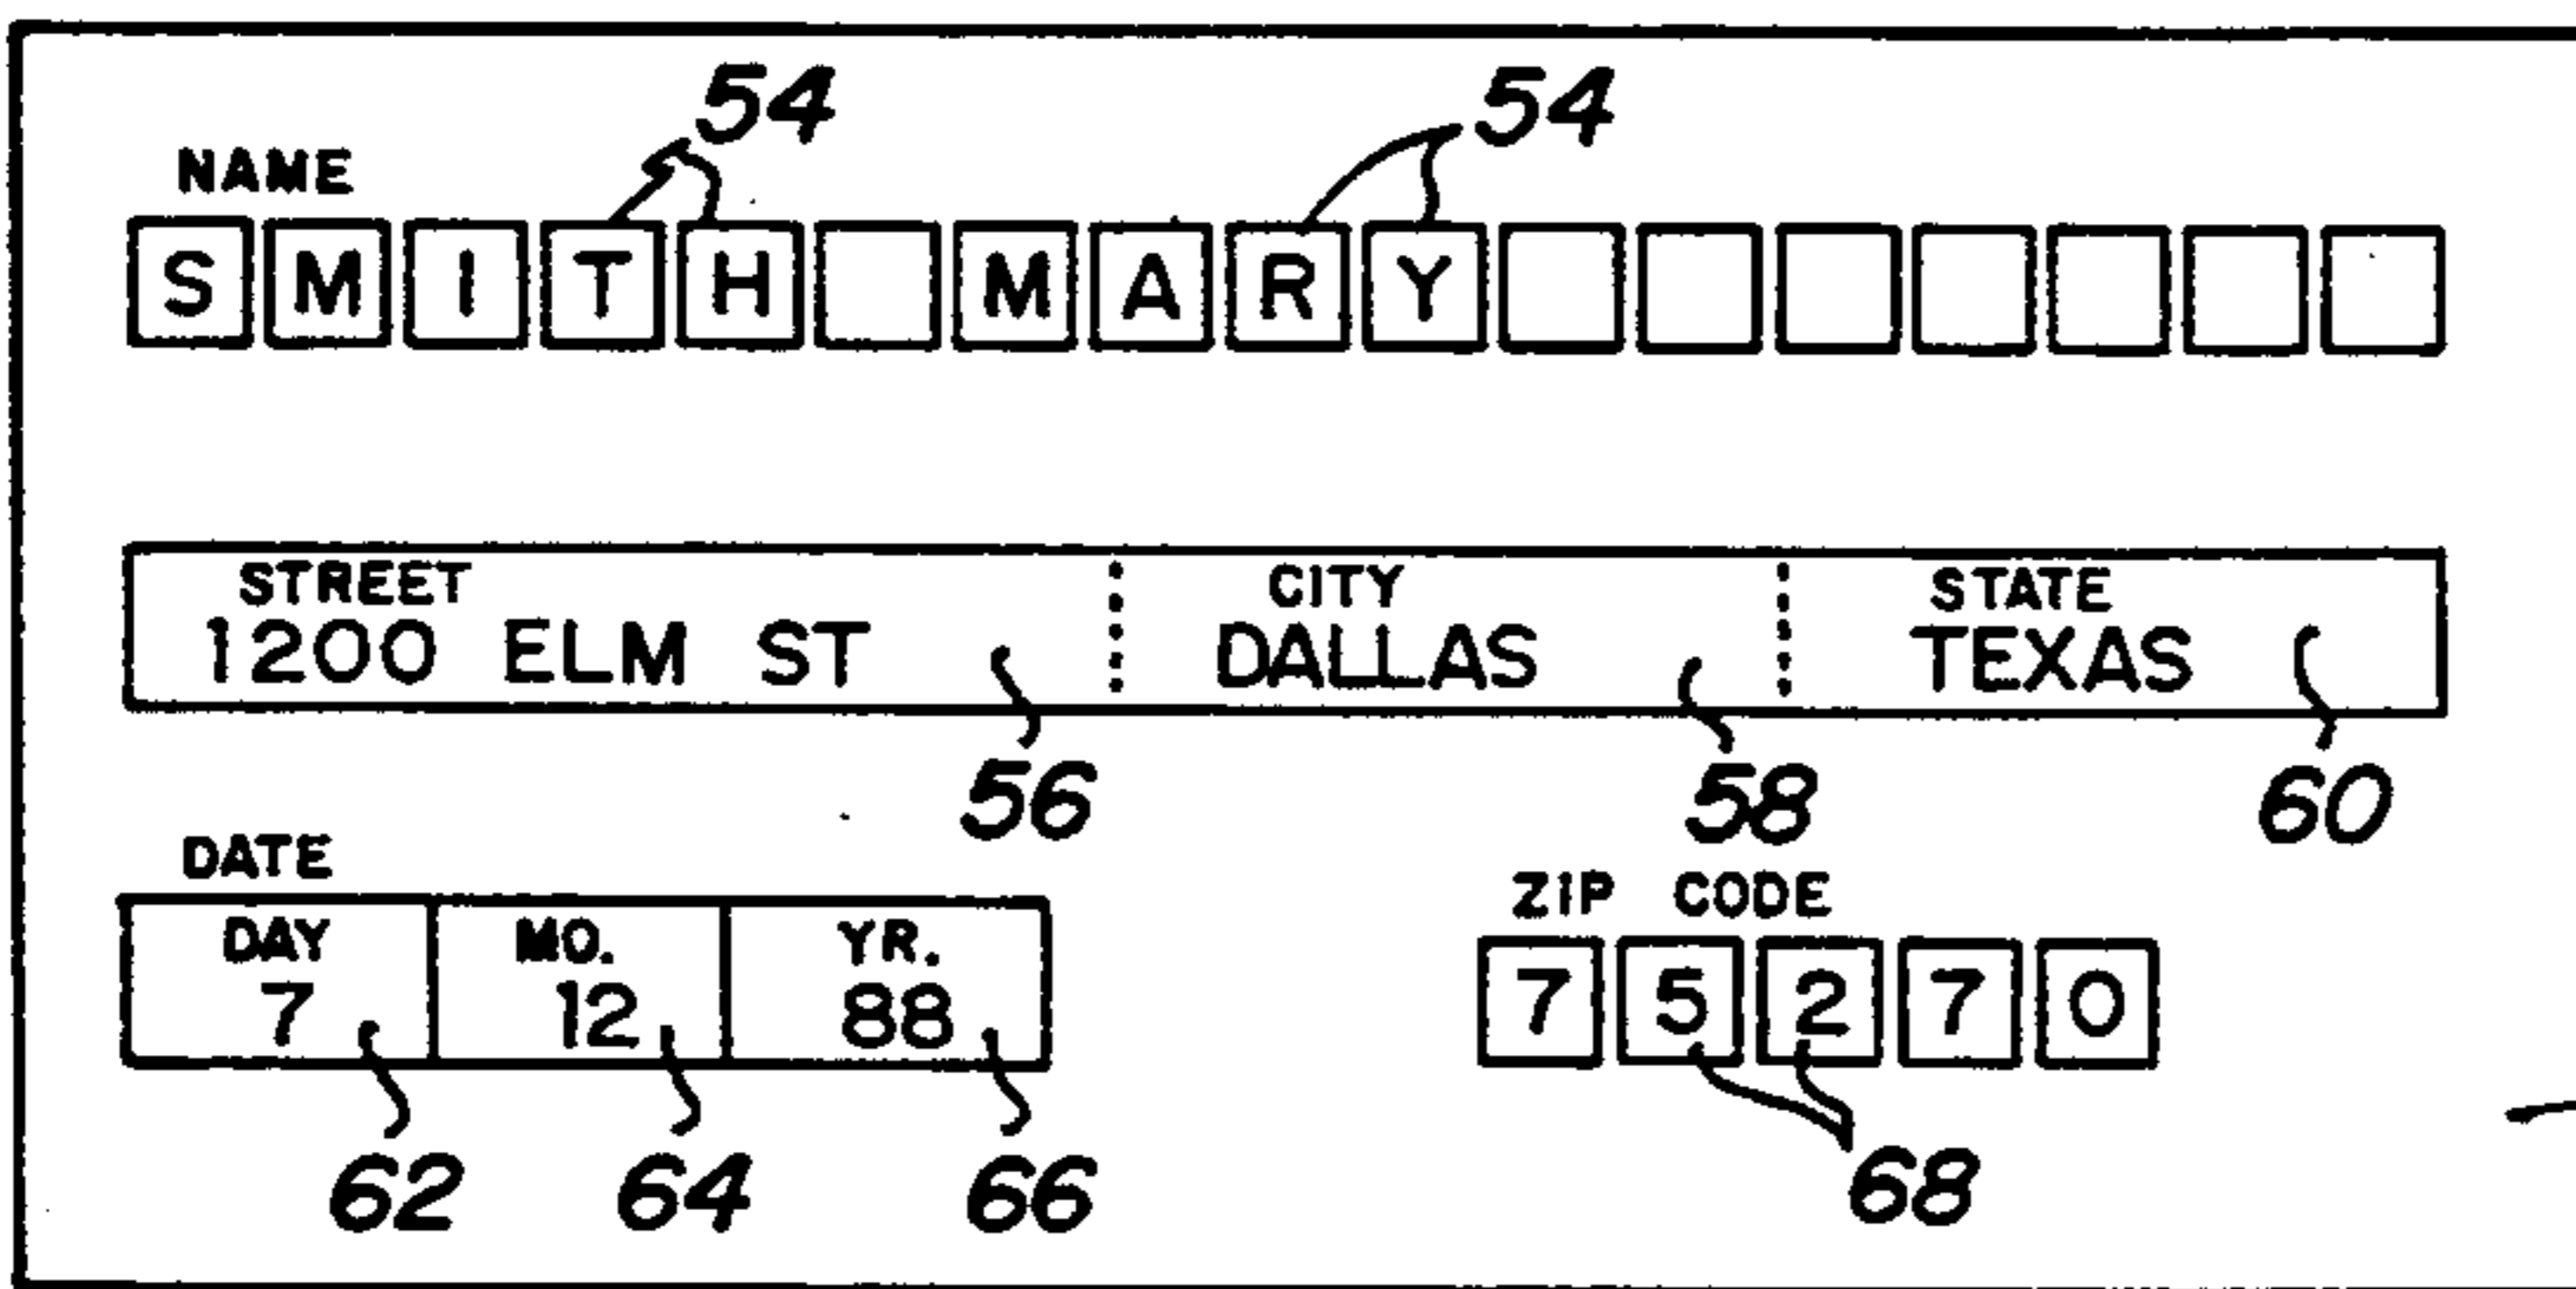 54 54
NAME
S M I T H M A R Y
STREET CITY STATE
1200 ELM ST DALLAS TEXAS
56 58 60
DATE
ZIP CODE
DAY MO. YR.
7 12 88
7 5 2 7 0
62 64 66 68